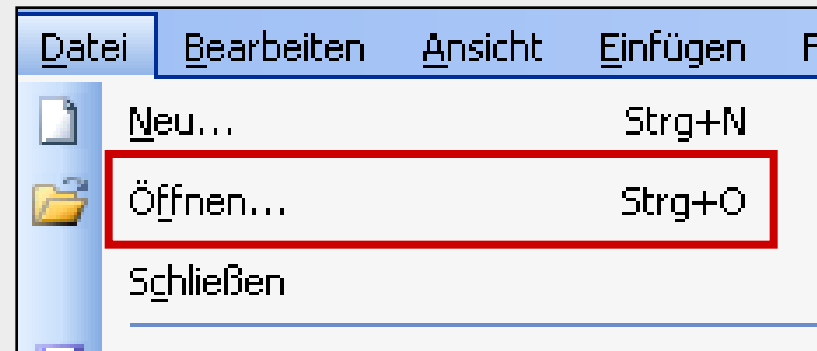 Datei Bearbeiten Ansicht Einfügen F
Neu... Strg+N
Öffnen... Strg+O
Schließen